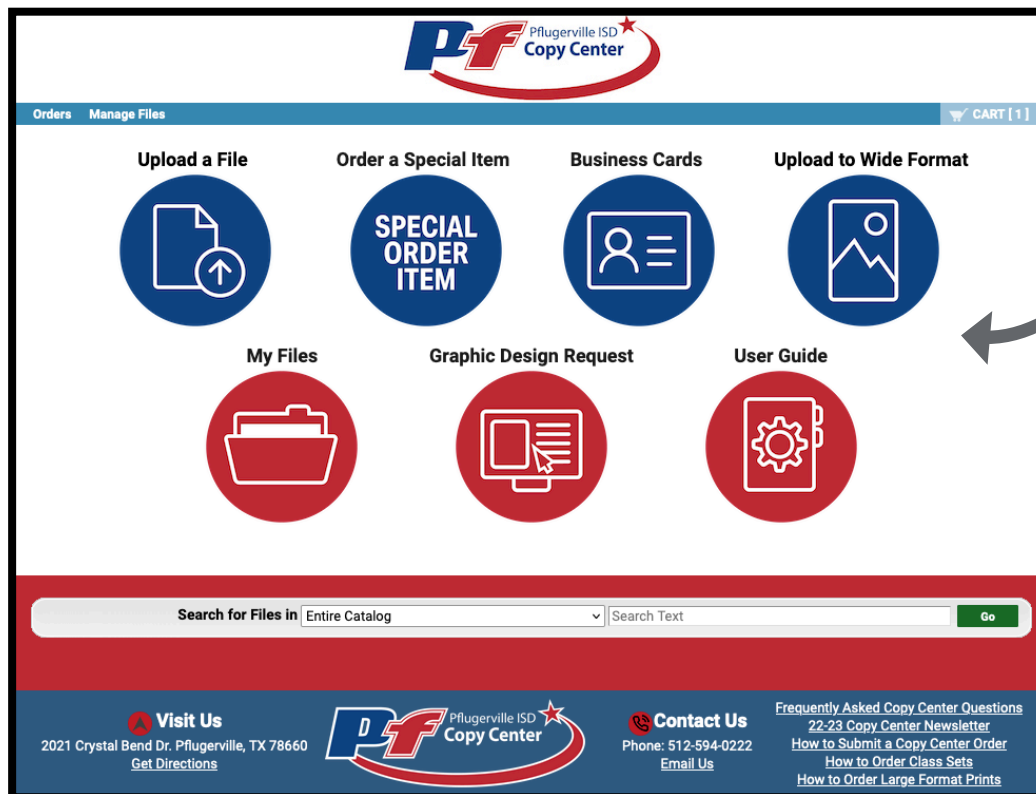 Pf Pflugerville ISD
Copy Center
Orders Manage Files CART [ 1 ]
Upload a File Order a Special Item Business Cards Upload to Wide Format
SPECIAL
ORDER
ITEM
My Files Graphic Design Request User Guide
Search for Files in Entire Catalog Search Text Go
Visit Us
2021 Crystal Bend Dr. Pflugerville, TX 78660
Get Directions
Pf Pflugerville ISD
Copy Center
Contact Us
Phone: 512-594-0222
Email Us
Frequently Asked Copy Center Questions
22-23 Copy Center Newsletter
How to Submit a Copy Center Order
How to Order Class Sets
How to Order Large Format Prints